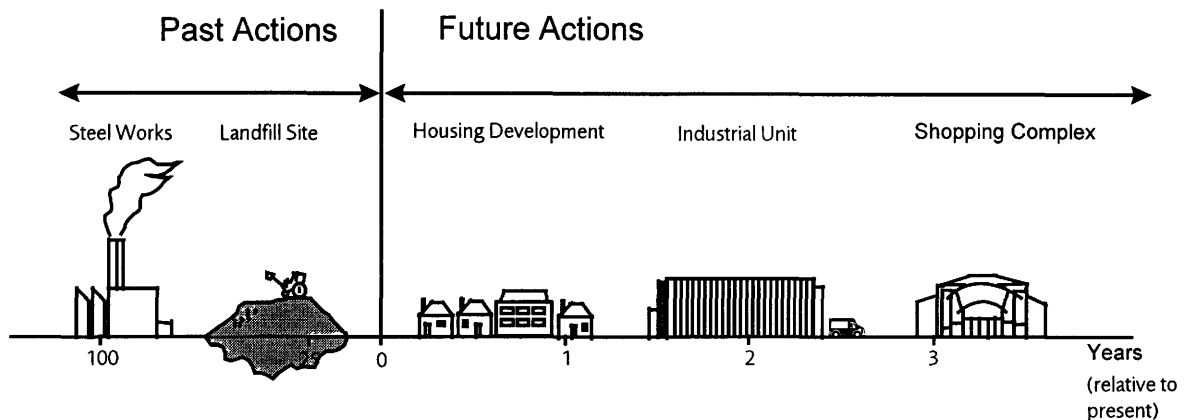 Past Actions
Future Actions
Steel Works
Landfill Site
Housing Development
Industrial Unit
Shopping Complex
100
25
0
1
2
3
Years
(relative to
present)